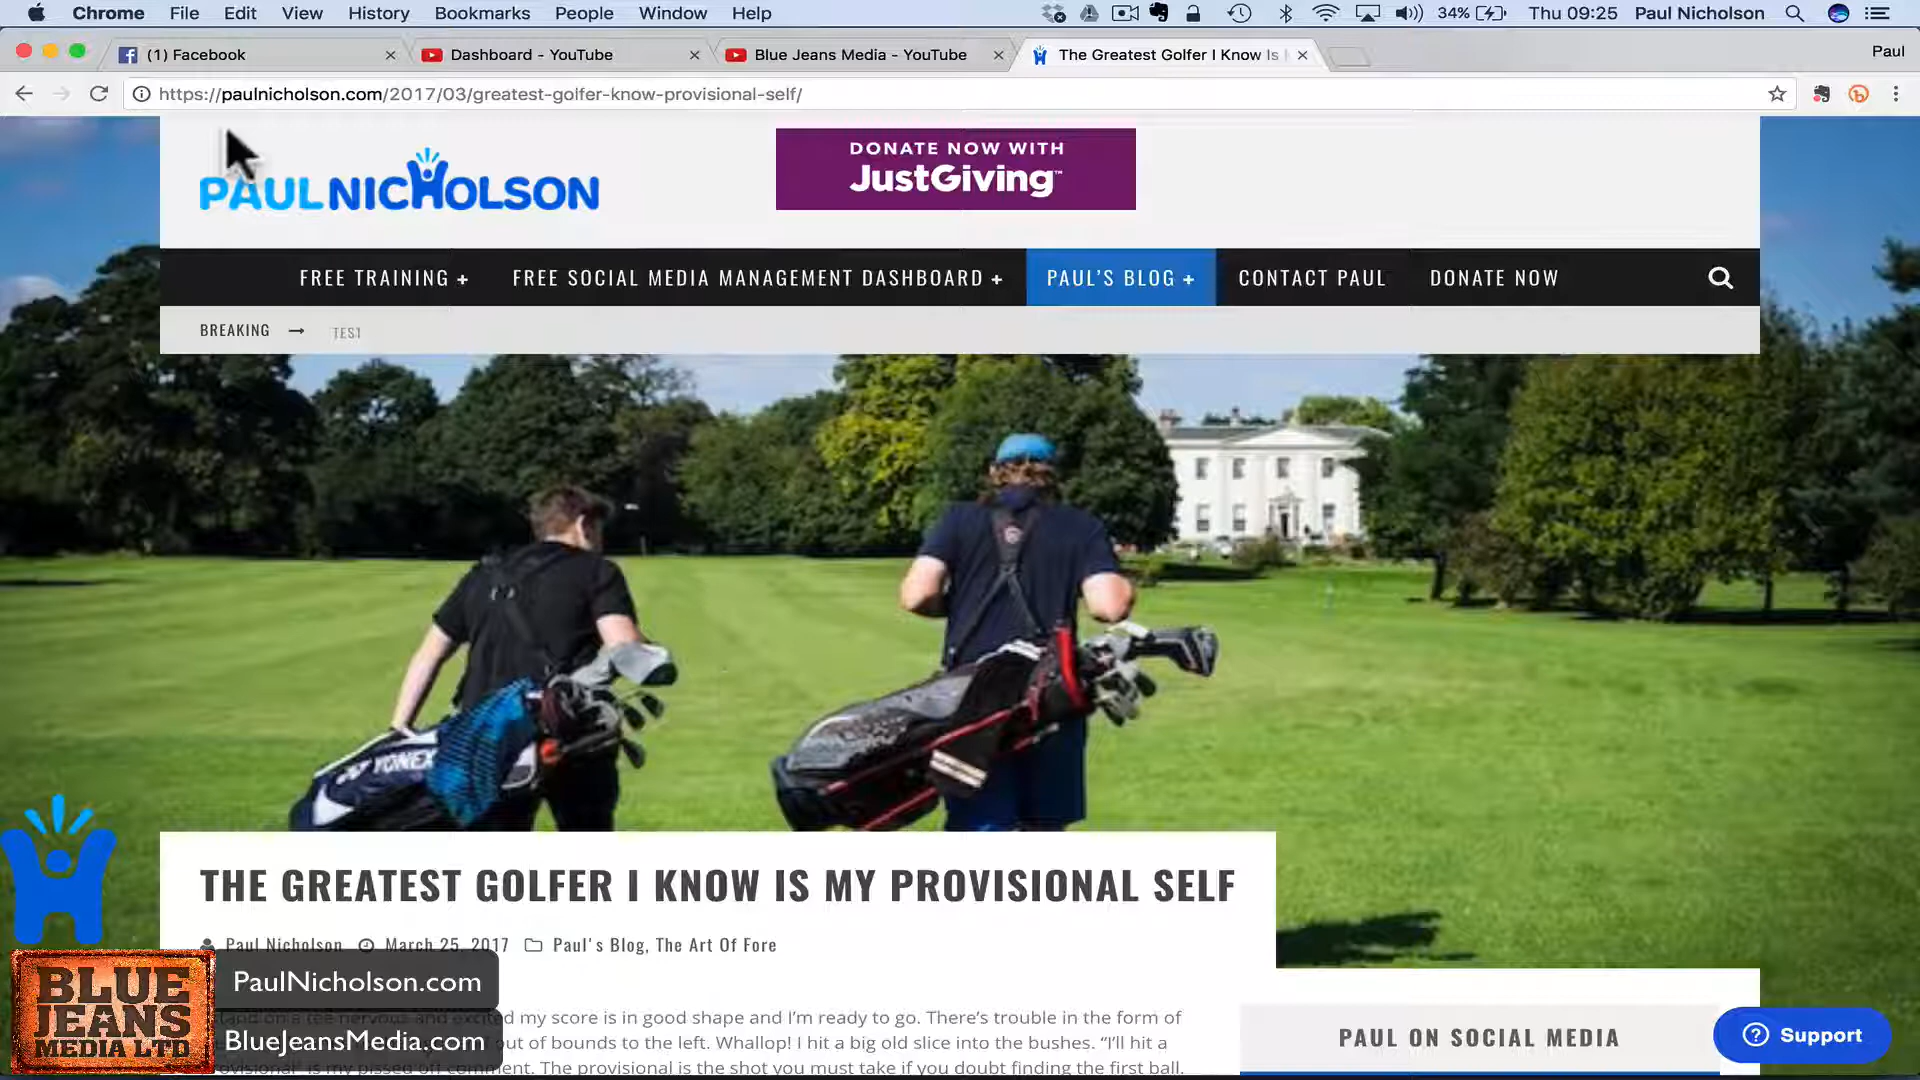 Chrome File Edit View History Bookmarks People Window Help 34% Thu 09:25 Paul Nicholson
(1) Facebook Dashboard - YouTube Blue Jeans Media - YouTube The Greatest Golfer I Know Is Paul
https://paulnicholson.com/2017/03/greatest-golfer-know-provisional-self/
PAULNICHOLSON
DONATE NOW WITH
JustGiving™
FREE TRAINING + FREE SOCIAL MEDIA MANAGEMENT DASHBOARD + PAUL'S BLOG + CONTACT PAUL DONATE NOW
BREAKING → TEST
YONEX
THE GREATEST GOLFER I KNOW IS MY PROVISIONAL SELF
Paul Nicholson March 25, 2017 Paul's Blog, The Art Of Fore
BLUE
JEANS
MEDIA LTD
PaulNicholson.com
BlueJeansMedia.com
my score is in good shape and I'm ready to go. There's trouble in the form of
out of bounds to the left. Whallop! I hit a big old slice into the bushes. "I'll hit a
The provisional is the shot you must take if you doubt finding the first ball.
PAUL ON SOCIAL MEDIA
Support